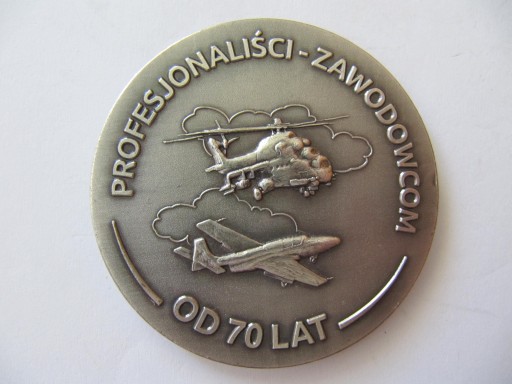 PROFESJONALIŚCI - ZAWODOWCOM
OD 70 LAT